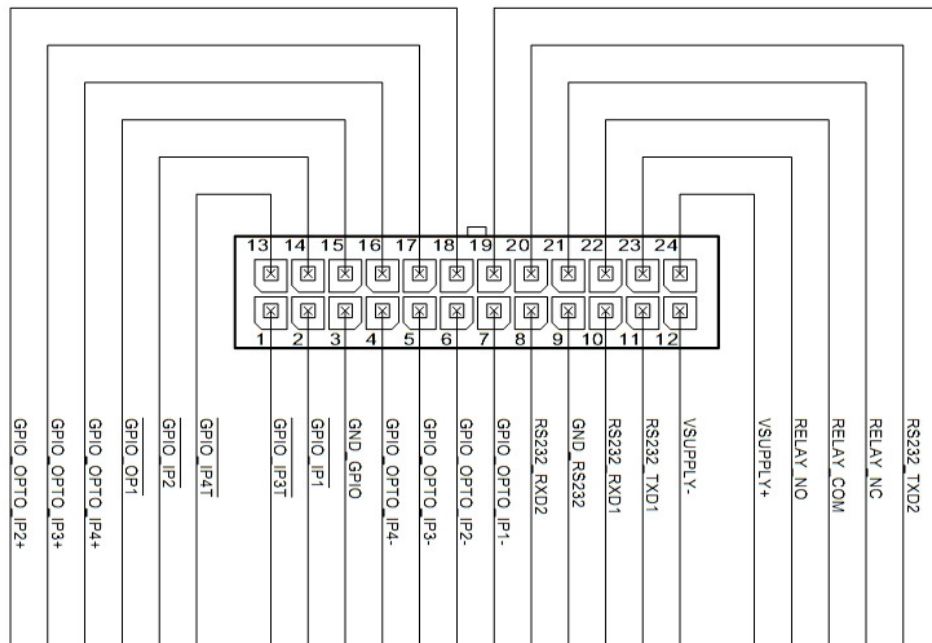 13 14 15 16 17 18 19 20 21 22 23 24
1 2 3 4 5 6 7 8 9 10 11 12
GPIO_OPTO_IP2+
GPIO_OPTO_IP3+
GPIO_OPTO_IP4+
GPIO_OP1
GPIO_IP2
GPIO_IP4T
GPIO_IP3T
GPIO_IP1
GND_GPIO
GPIO_OPTO_IP4-
GPIO_OPTO_IP3-
GPIO_OPTO_IP2-
GPIO_OPTO_IP1-
RS232_RXD2
GND_RS232
RS232_RXD1
RS232_TXD1
VSUPPLY-
VSUPPLY+
RELAY_NO
RELAY_COM
RELAY_NC
RS232_TXD2